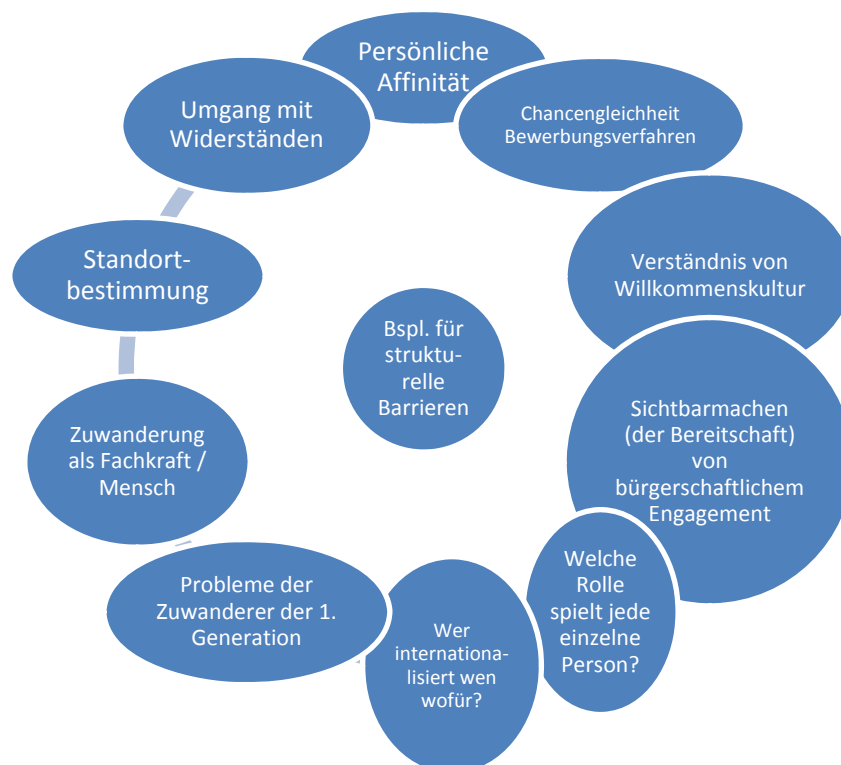 Persönliche
Affinität
Chancengleichheit
Bewerbungsverfahren
Verständnis von
Willkommenskultur
Sichtbarmachen
(der Bereitschaft)
von
bürgerschaftlichem
Engagement
Welche
Rolle
spielt jede
einzelne
Person?
Wer
internationa-
lisiert wen
wofür?
Probleme der
Zuwanderer der 1.
Generation
Zuwanderung
als Fachkraft /
Mensch
Standort-
bestimmung
Umgang mit
Widerständen
Bspl. für
struktu-
relle
Barrieren